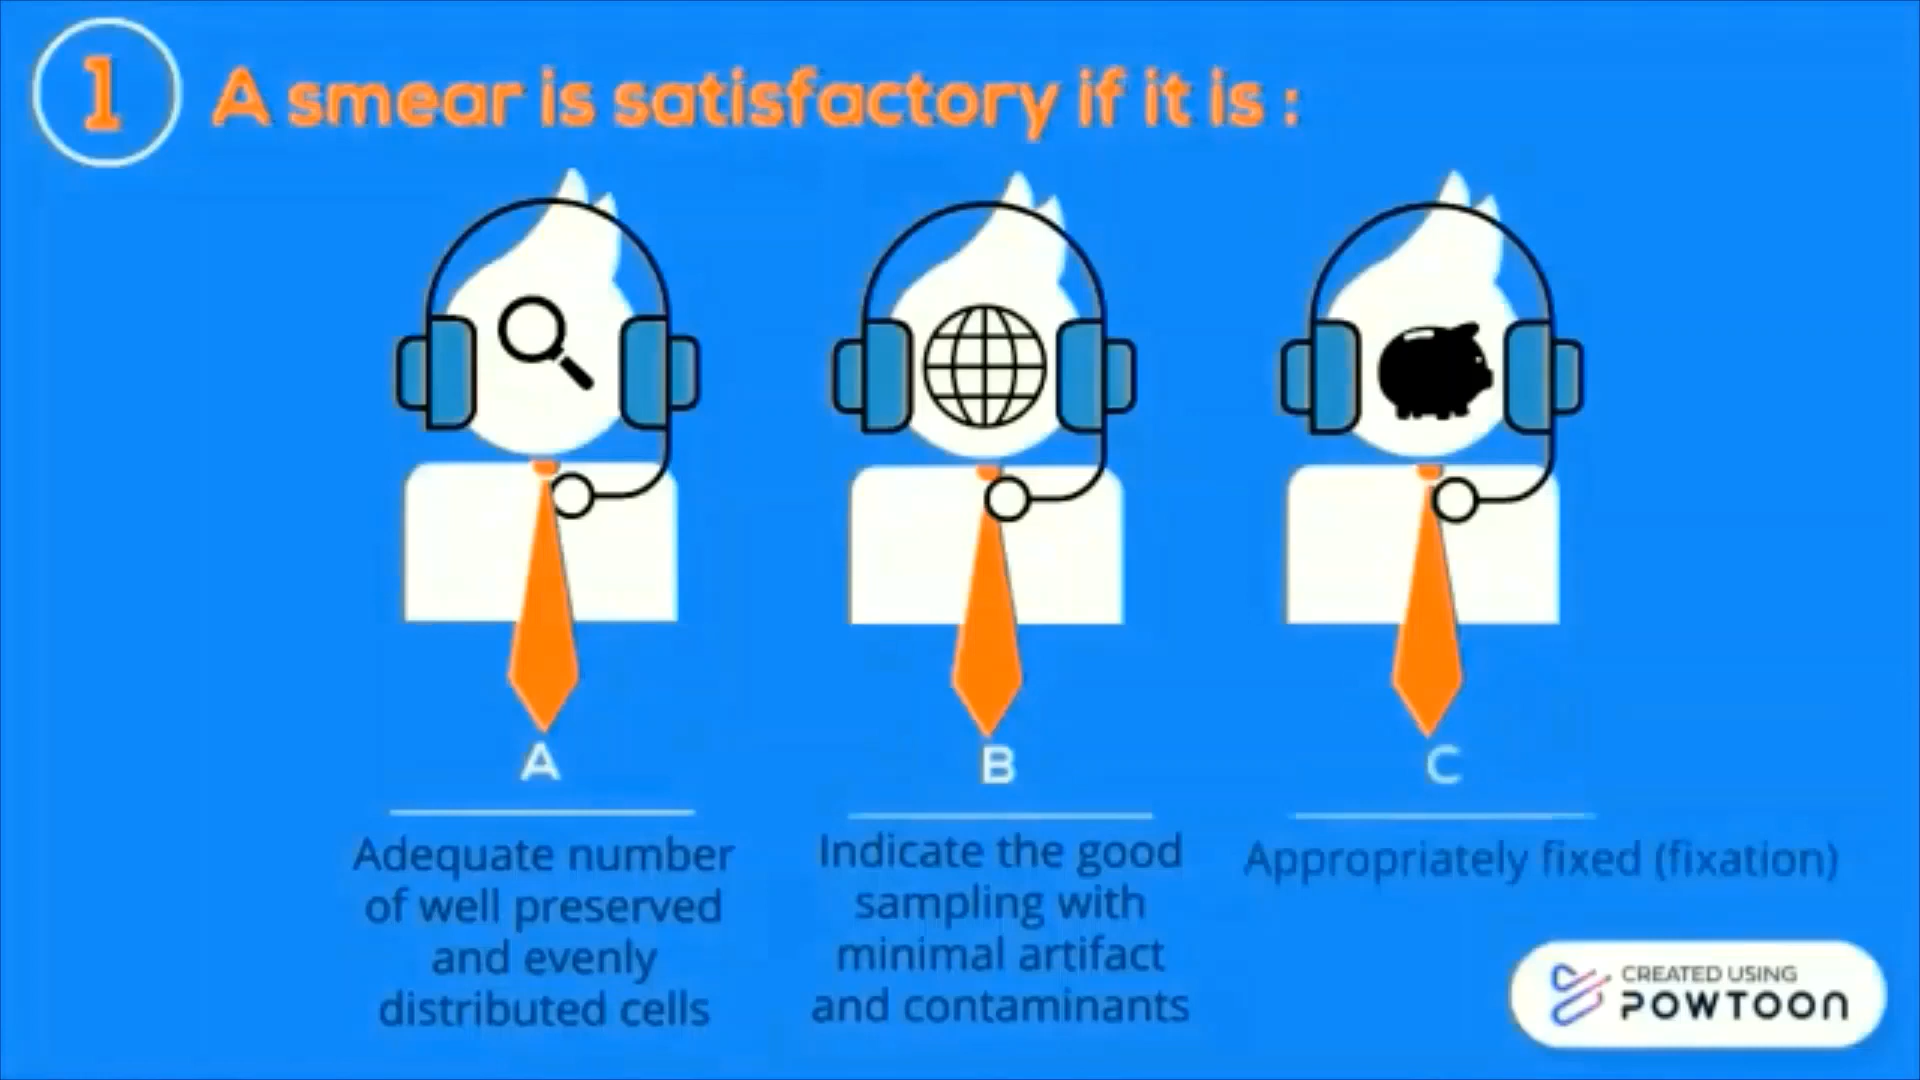 1
A smear is satisfactory if it is :
A
Adequate number
of well preserved
and evenly
distributed cells
B
Indicate the good
sampling with
minimal artifact
and contaminants
C
Appropriately fixed (fixation)
CREATED USING
POWTOON